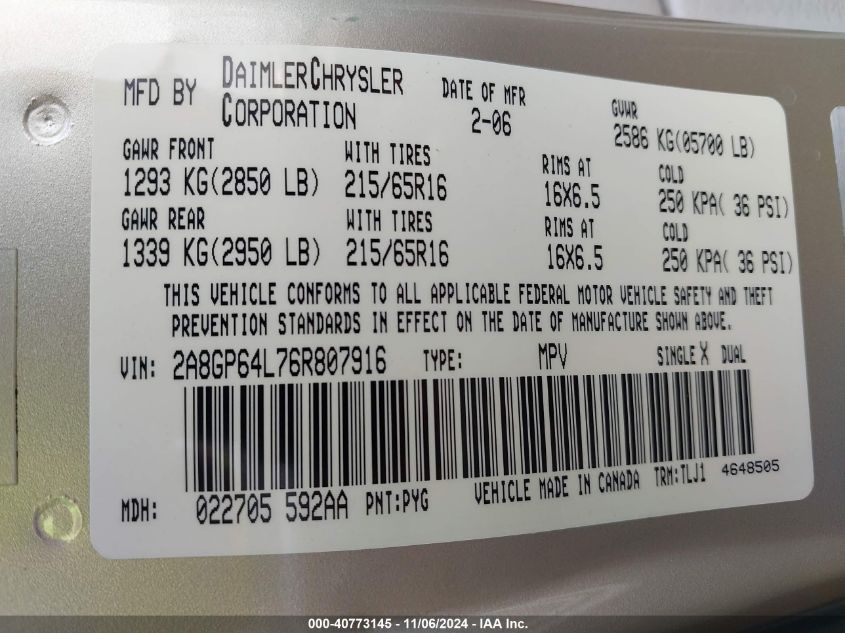 MFD BY DAIMLERCHRYSLER CORPORATION
DATE OF MFR 2-06
GVWR 2586 KG(05700 LB)
GAWR FRONT WITH TIRES RIMS AT COLD
1293 KG(2850 LB) 215/65R16 16X6.5 250 KPA( 36 PSI)
GAWR REAR WITH TIRES RIMS AT COLD
1339 KG(2950 LB) 215/65R16 16X6.5 250 KPA( 36 PSI)
THIS VEHICLE CONFORMS TO ALL APPLICABLE FEDERAL MOTOR VEHICLE SAFETY AND THEFT
PREVENTION STANDARDS IN EFFECT ON THE DATE OF MANUFACTURE SHOWN ABOVE.
VIN: 2A8GP64L76R807916 TYPE: MPV SINGLE X DUAL
MDH: 022705 592AA PNT:PYG VEHICLE MADE IN CANADA TRM:TLJ1 4648505
000-40773145 - 11/06/2024 - IAA Inc.